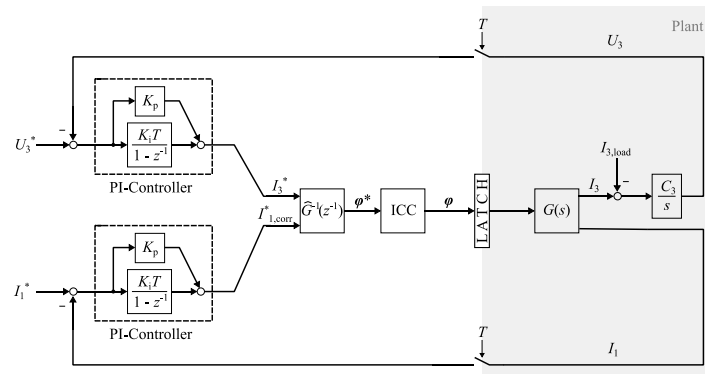 T
U₃
Plant
Kₚ
U₃*
−
KᵢT
1 - z⁻¹
PI-Controller
I₃*
I*₁,corr
Ĝ⁻¹(z⁻¹)
φ*
ICC
φ
LATCH
G(s)
I₃
I₃,load
−
C₃
s
Kₚ
I₁*
−
KᵢT
1 - z⁻¹
PI-Controller
T
I₁